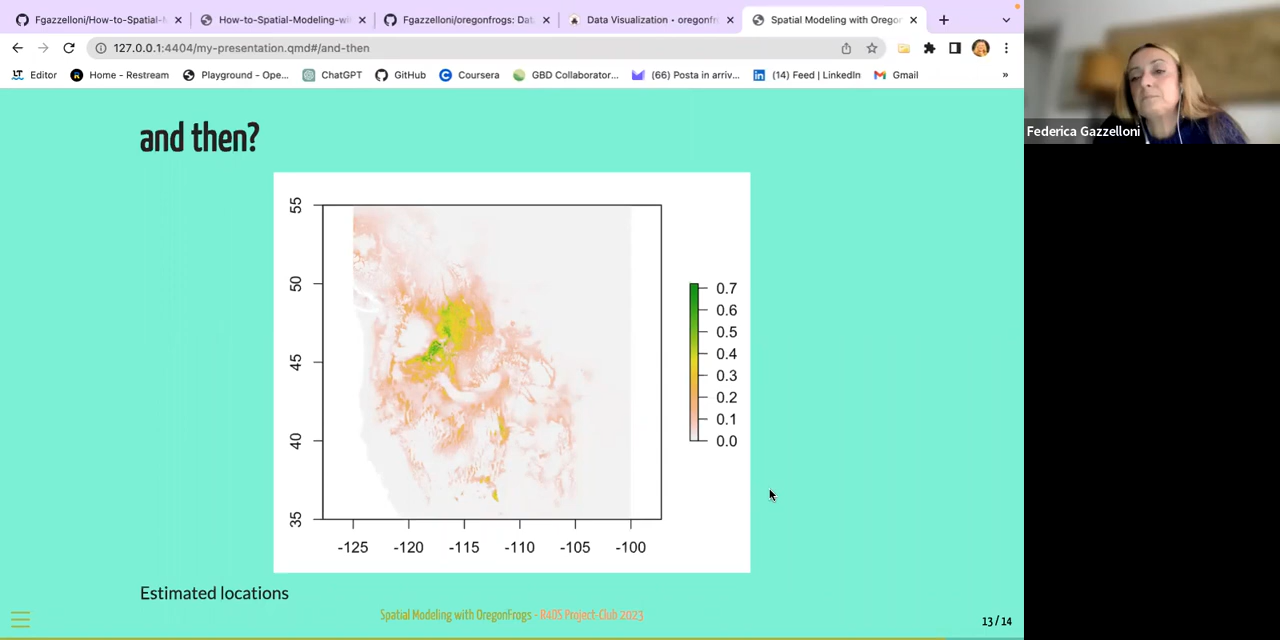 Fgazzelloni/How-to-Spatial-M
How-to-Spatial-Modeling-wi
Fgazzelloni/oregonfrogs: Dat
Data Visualization • oregonfr
Spatial Modeling with Orego
127.0.0.1:4404/my-presentation.qmd#/and-then
Editor
Home - Restream
Playground - Ope...
ChatGPT
GitHub
Coursera
GBD Collaborator...
(66) Posta in arriv...
(14) Feed | LinkedIn
Gmail
»
Federica Gazzelloni
and then?
55
50
45
40
35
-125
-120
-115
-110
-105
-100
0.7
0.6
0.5
0.4
0.3
0.2
0.1
0.0
Estimated locations
Spatial Modeling with OregonFrogs - R4DS Project-Club 2023
13 / 14